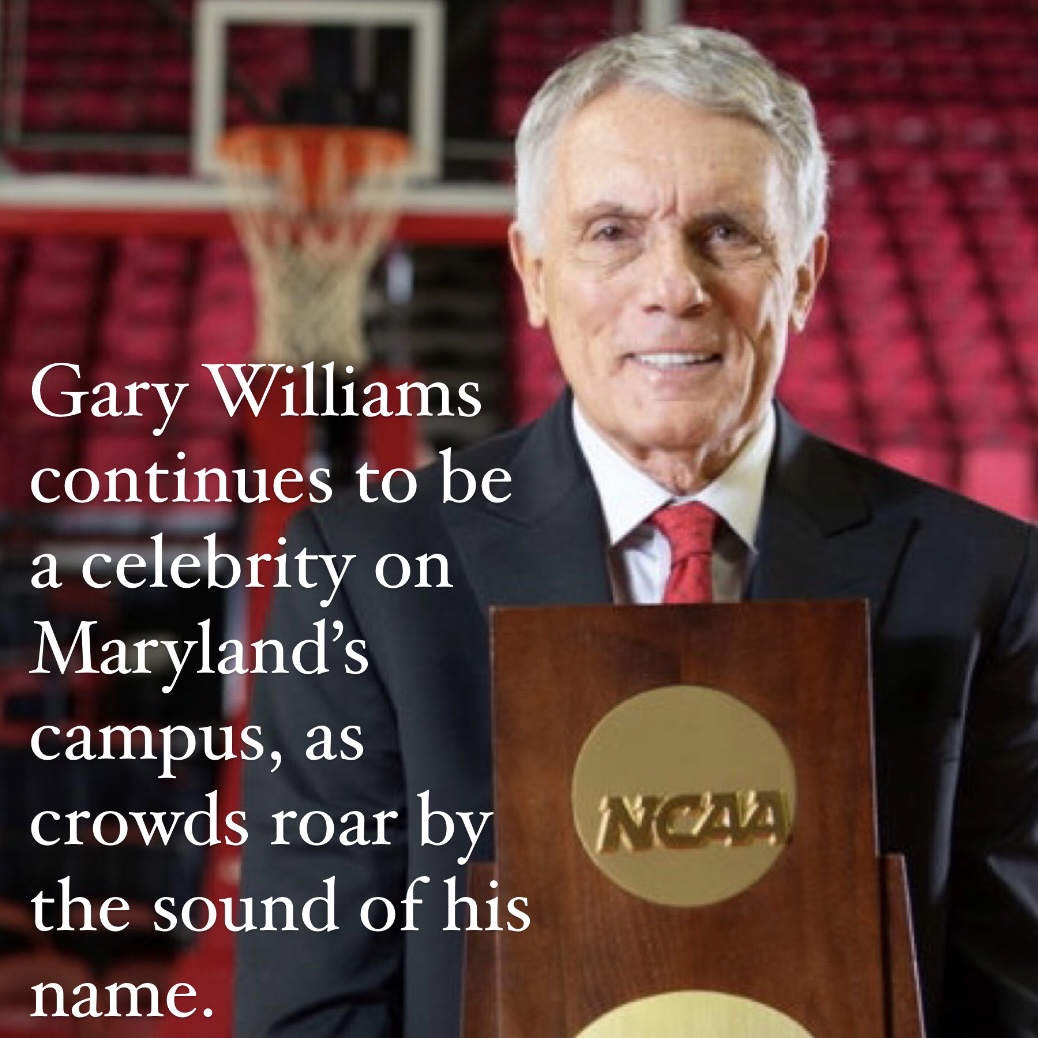 Gary Williams
continues to be
a celebrity on
Maryland’s
campus, as
crowds roar by
the sound of his
name.
NCAA